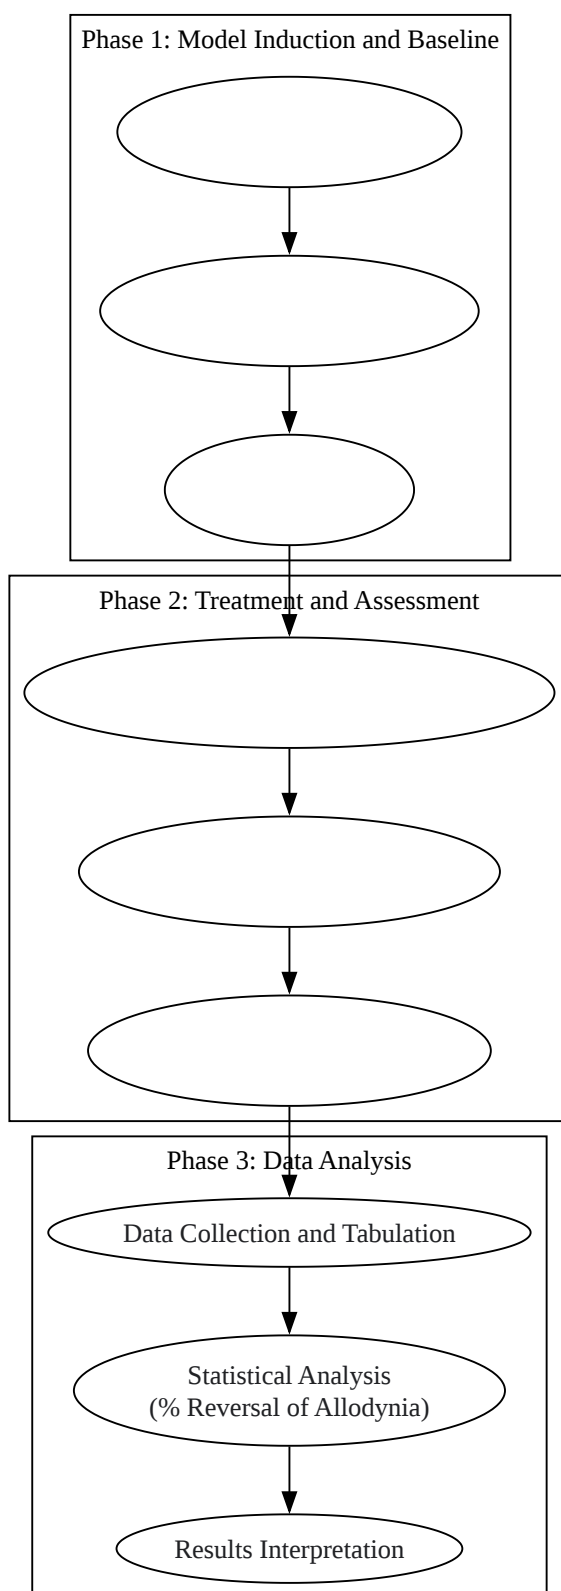 Phase 1: Model Induction and Baseline
Phase 2: Treatment and Assessment
Phase 3: Data Analysis
Data Collection and Tabulation
Statistical Analysis
(% Reversal of Allodynia)
Results Interpretation